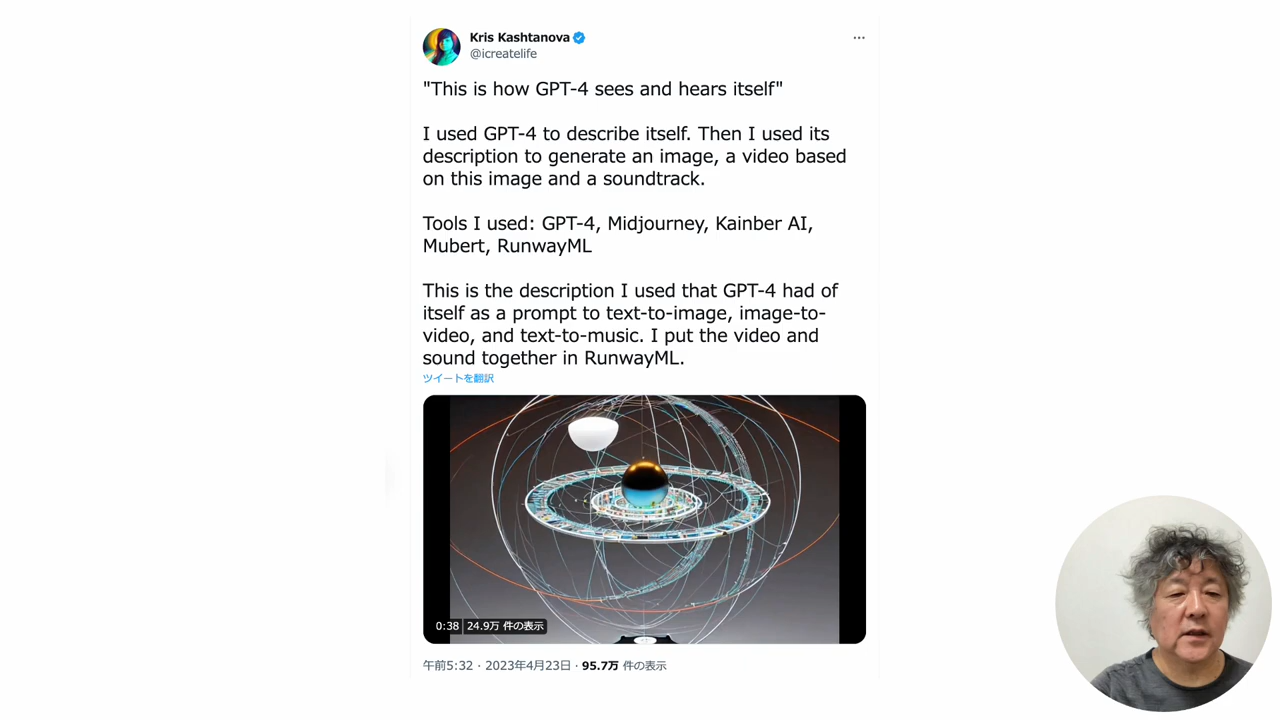 Kris Kashtanova
@icreatelife
"This is how GPT-4 sees and hears itself"
I used GPT-4 to describe itself. Then I used its
description to generate an image, a video based
on this image and a soundtrack.
Tools I used: GPT-4, Midjourney, Kainber AI,
Mubert, RunwayML
This is the description I used that GPT-4 had of
itself as a prompt to text-to-image, image-to-
video, and text-to-music. I put the video and
sound together in RunwayML.
ツイートを翻訳
0:38 24.9万 件の表示
午前5:32 · 2023年4月23日 · 95.7万 件の表示